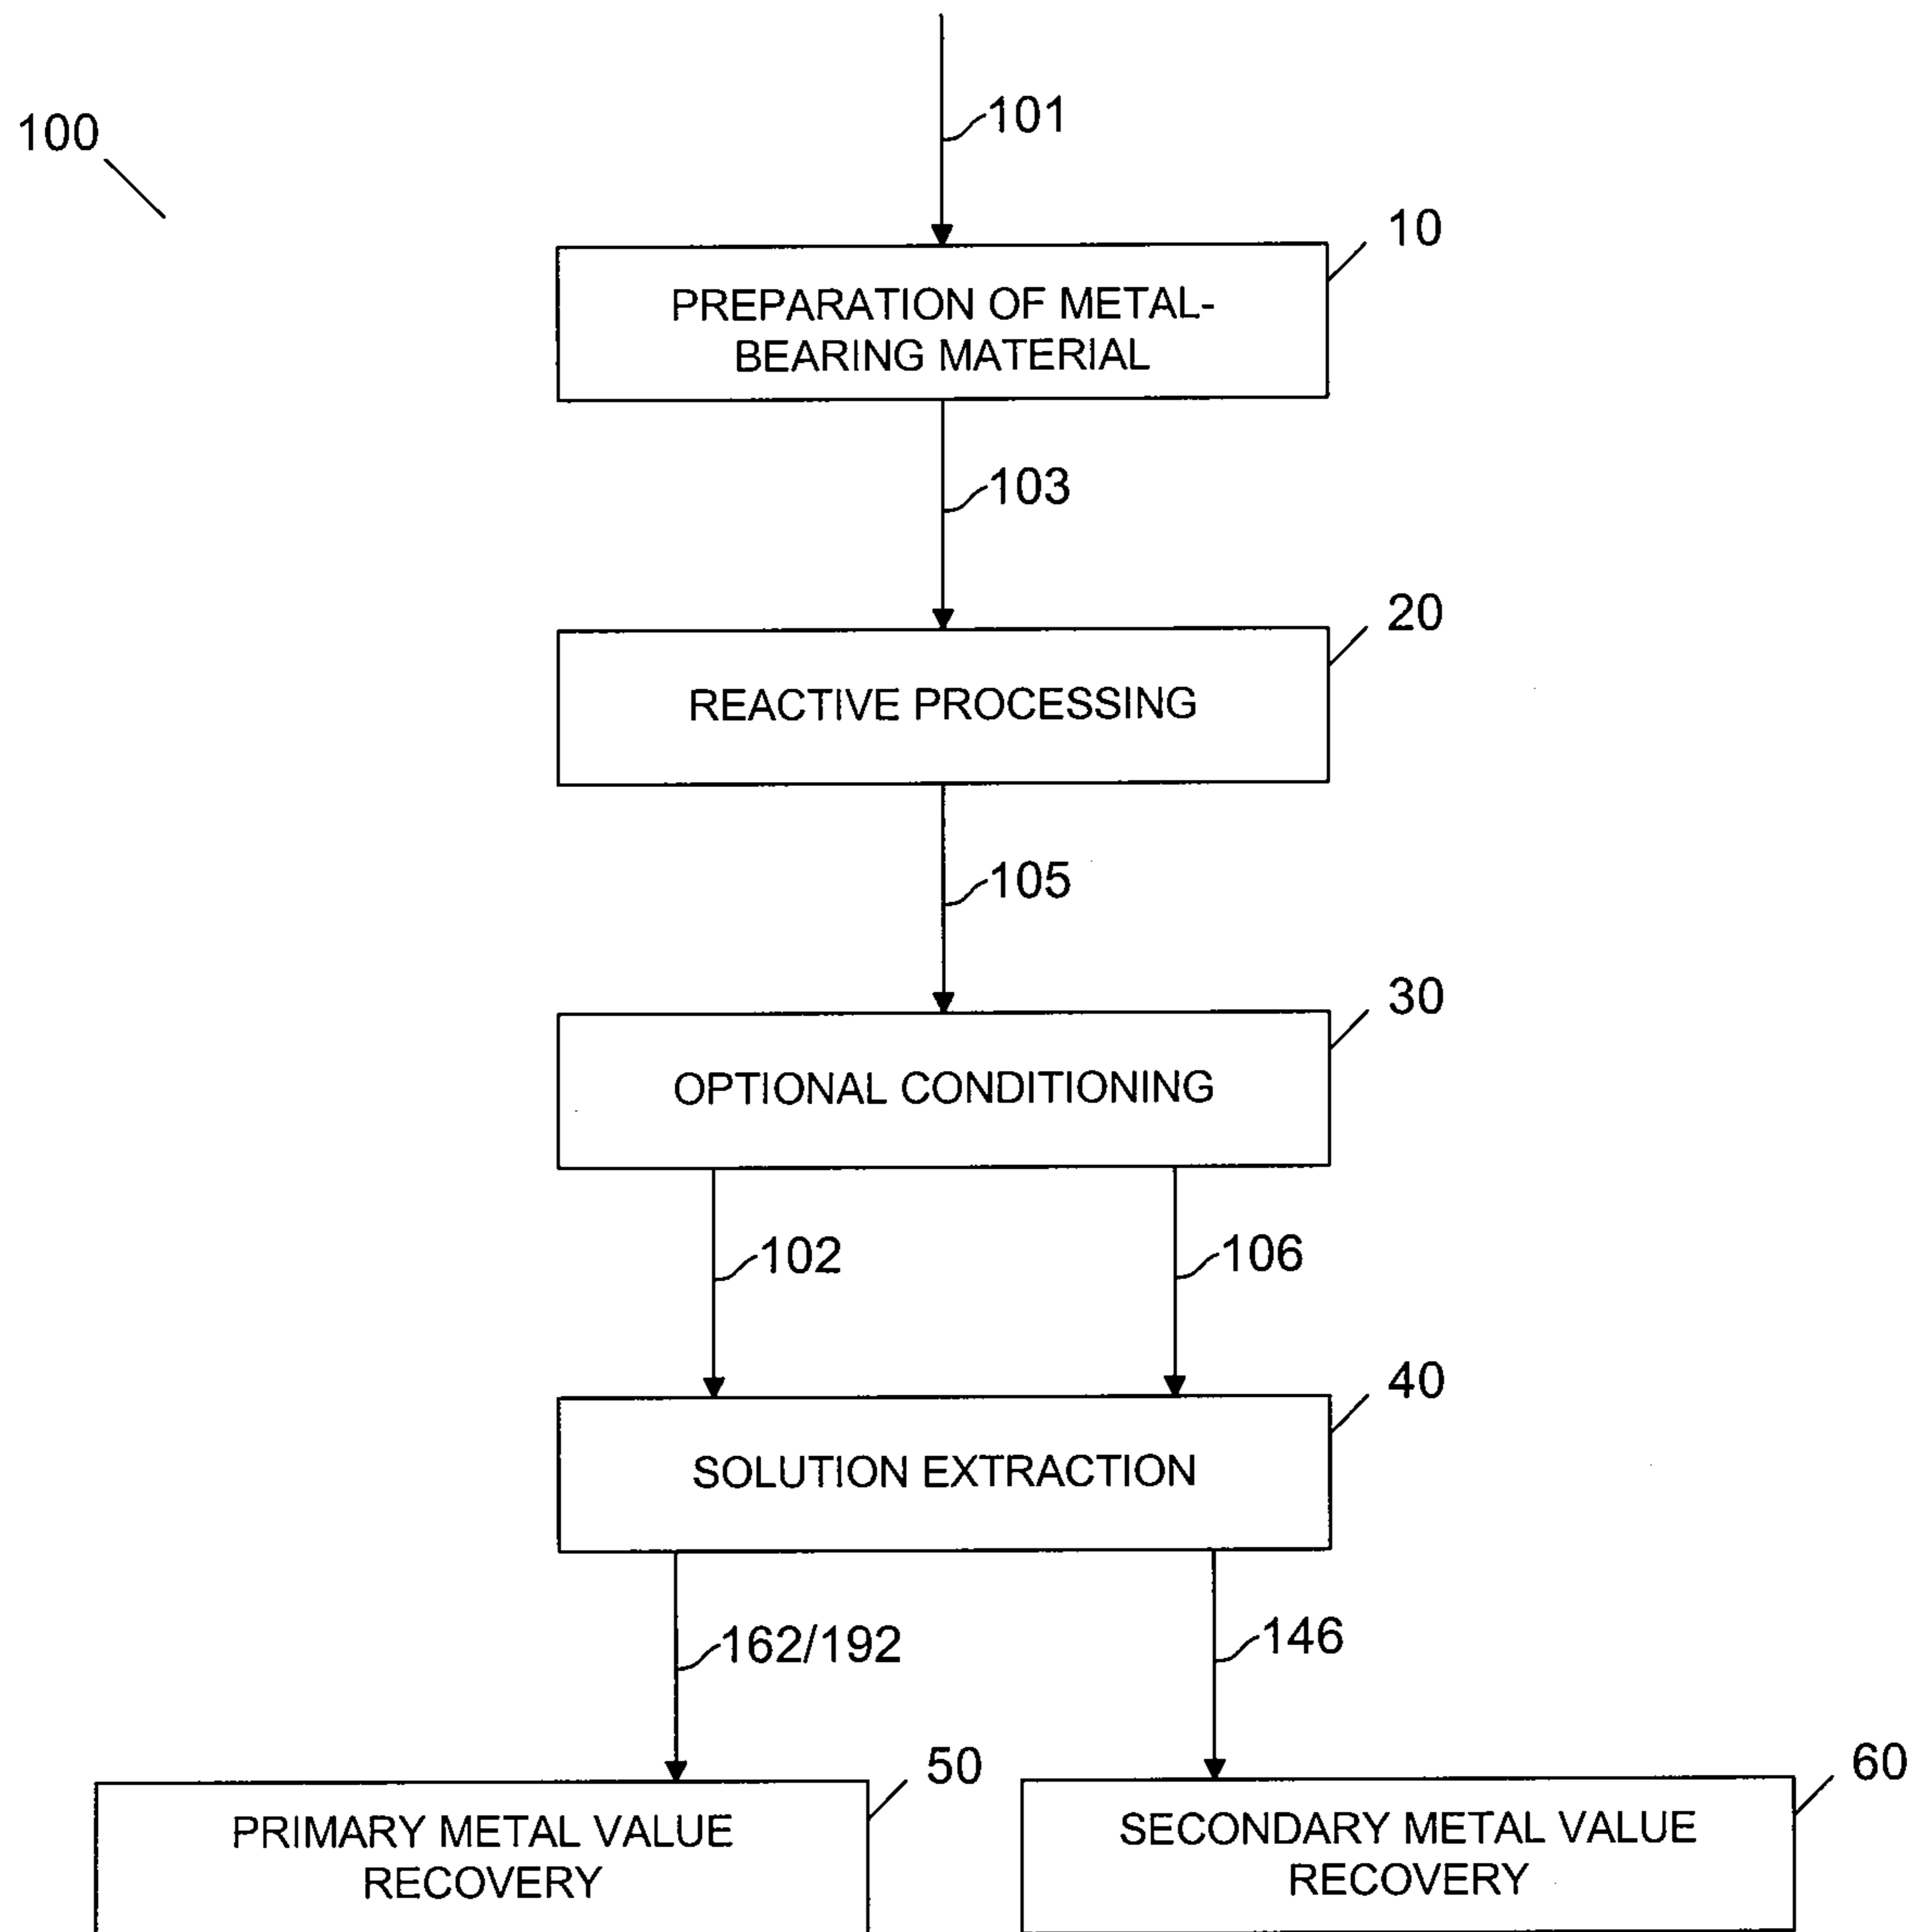 101
100
10
PREPARATION OF METAL-
BEARING MATERIAL
103
20
REACTIVE PROCESSING
105
30
OPTIONAL CONDITIONING
102
106
40
SOLUTION EXTRACTION
162/192
146
50
60
PRIMARY METAL VALUE
RECOVERY
SECONDARY METAL VALUE
RECOVERY